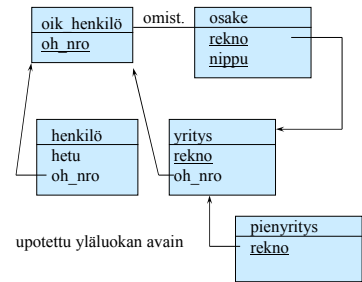 oik_henkilö
oh_nro
omist.
osake
rekno
nippu
henkilö
hetu
oh_nro
yritys
rekno
oh_nro
pienyritys
rekno
upotettu yläluokan avain